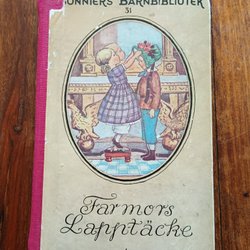 BONNIERS BARNBIBLIOTEK
31
Farmors
Lapptäcke